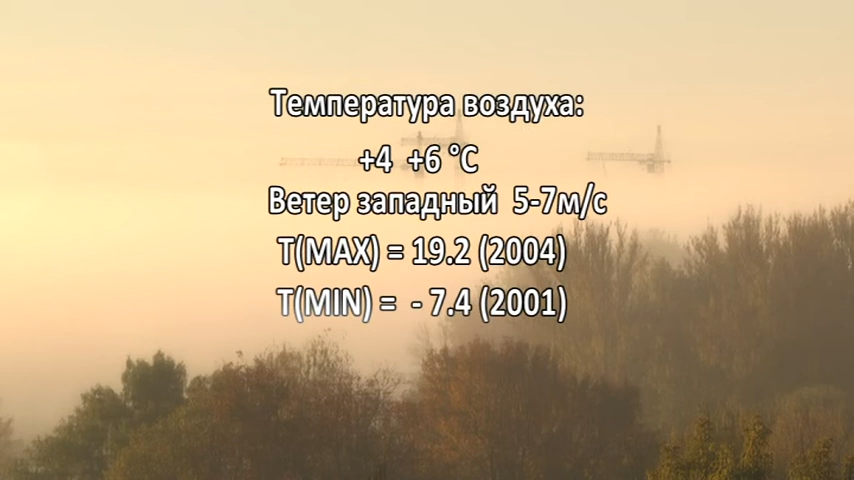 Температура воздуха:
+4 +6 °C
Ветер западный 5-7м/с
T(MAX) = 19.2 (2004)
T(MIN) = - 7.4 (2001)